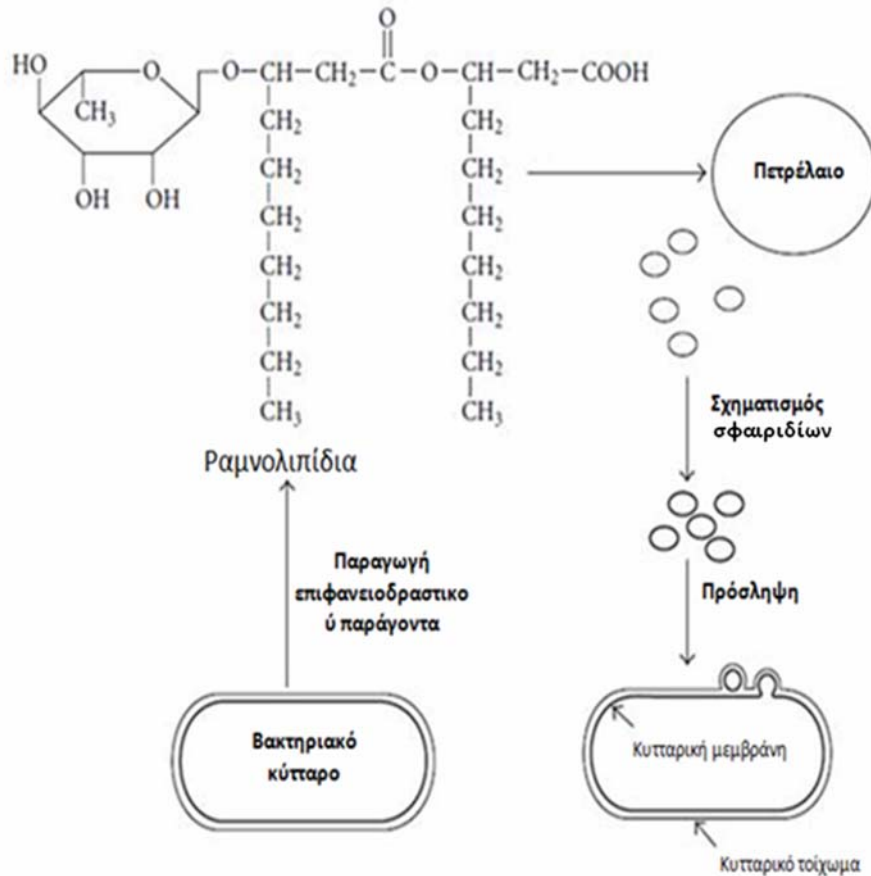 O
HO
O
O
CH
CH₂
C
O
CH
CH₂
COOH
CH₃
OH
OH
CH₂
CH₂
CH₂
CH₂
CH₂
CH₂
CH₃
CH₂
CH₂
CH₂
CH₂
CH₂
CH₂
CH₃
Ραμνολιπίδια
Πετρέλαιο
Σχηματισμός
σφαιριδίων
Παραγωγή
επιφανειοδραστικο
ύ παράγοντα
Πρόσληψη
Βακτηριακό
κύτταρο
Κυτταρική μεμβράνη
Κυτταρικό τοίχωμα